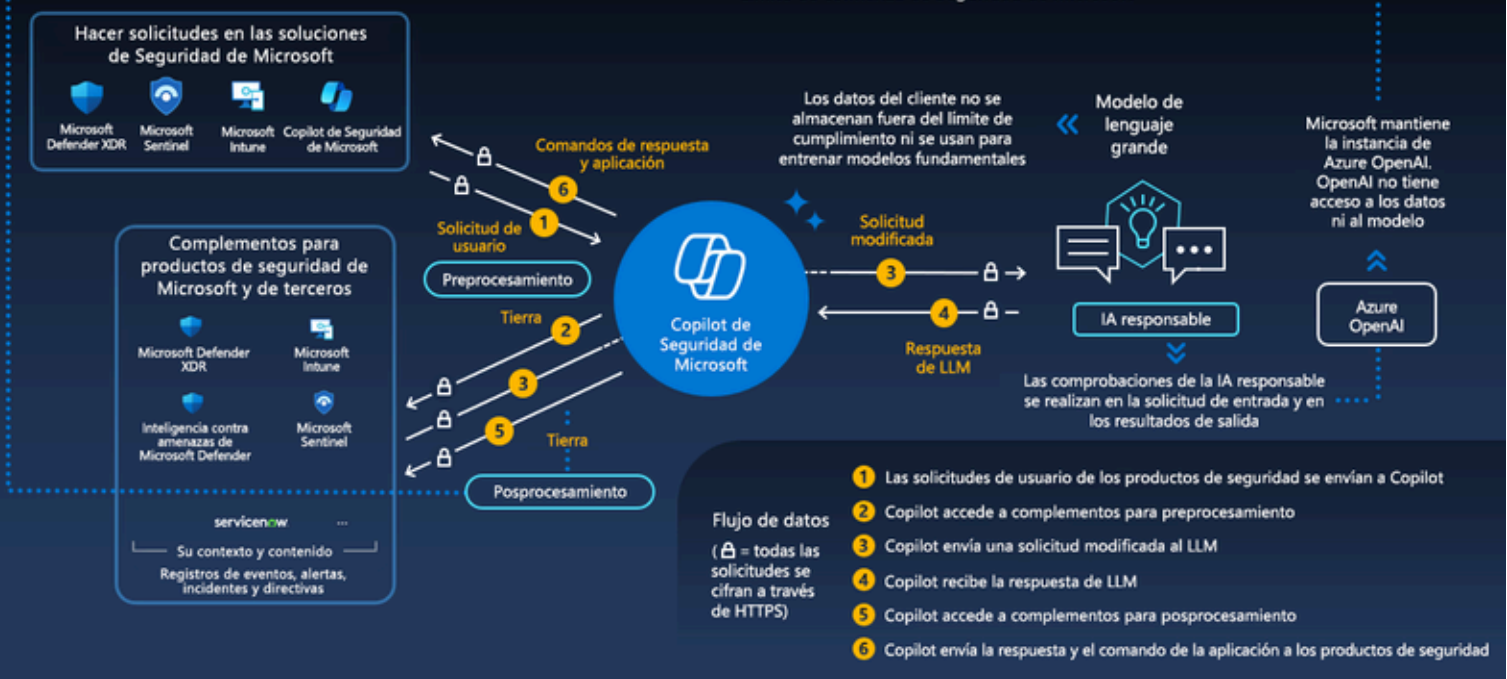 Hacer solicitudes en las soluciones
de Seguridad de Microsoft
Microsoft
Defender XDR
Microsoft
Sentinel
Microsoft
Intune
Copilot de Seguridad
de Microsoft
Complementos para
productos de seguridad de
Microsoft y de terceros
Microsoft Defender
XDR
Microsoft
Intune
Inteligencia contra
amenazas de
Microsoft Defender
Microsoft
Sentinel
servicenow
...
Su contexto y contenido
Registros de eventos, alertas,
incidentes y directivas
Comandos de respuesta
y aplicación
6
1
Solicitud de
usuario
Preprocesamiento
Tierra
2
3
5
Tierra
Posprocesamiento
Copilot de
Seguridad de
Microsoft
Los datos del cliente no se
almacenan fuera del límite de
cumplimiento ni se usan para
entrenar modelos fundamentales
Modelo de
lenguaje
grande
Solicitud
modificada
3
4
Respuesta
de LLM
IA responsable
Las comprobaciones de la IA responsable
se realizan en la solicitud de entrada y en
los resultados de salida
Microsoft mantiene
la instancia de
Azure OpenAI.
OpenAI no tiene
acceso a los datos
ni al modelo
Azure
OpenAI
Flujo de datos
( = todas las
solicitudes se
cifran a través
de HTTPS)
1 Las solicitudes de usuario de los productos de seguridad se envían a Copilot
2 Copilot accede a complementos para preprocesamiento
3 Copilot envía una solicitud modificada al LLM
4 Copilot recibe la respuesta de LLM
5 Copilot accede a complementos para posprocesamiento
6 Copilot envía la respuesta y el comando de la aplicación a los productos de seguridad